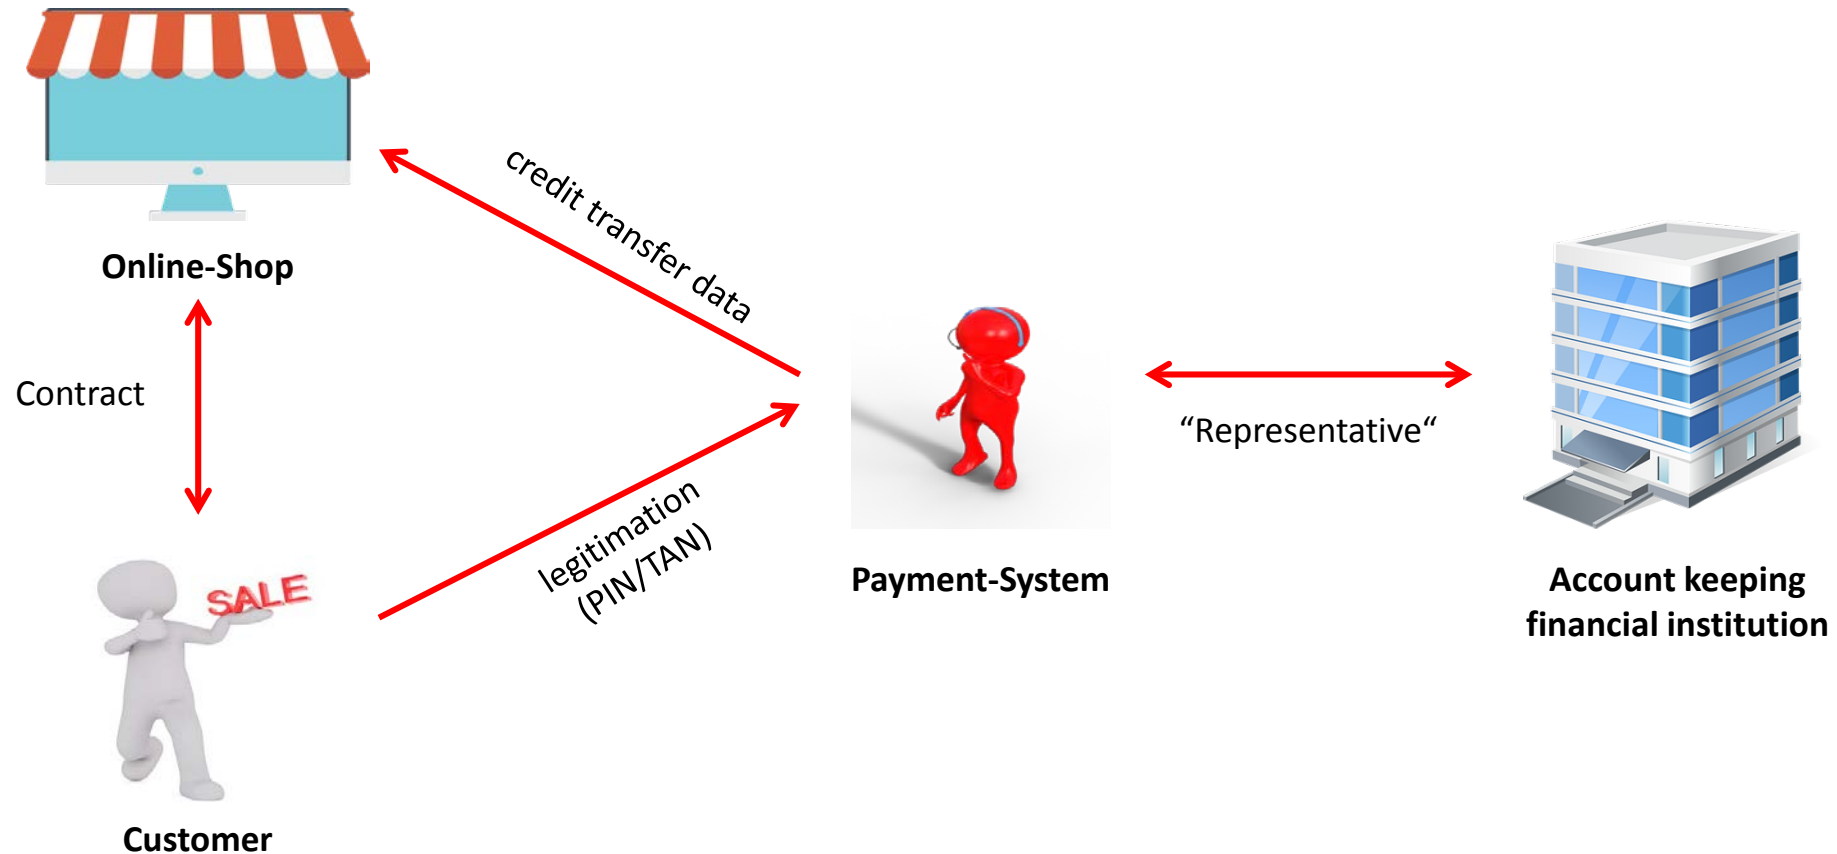 Online-Shop
credit transfer data
Contract
legitimation
(PIN/TAN)
“Representative“
SALE
Payment-System
Account keeping
financial institution
Customer